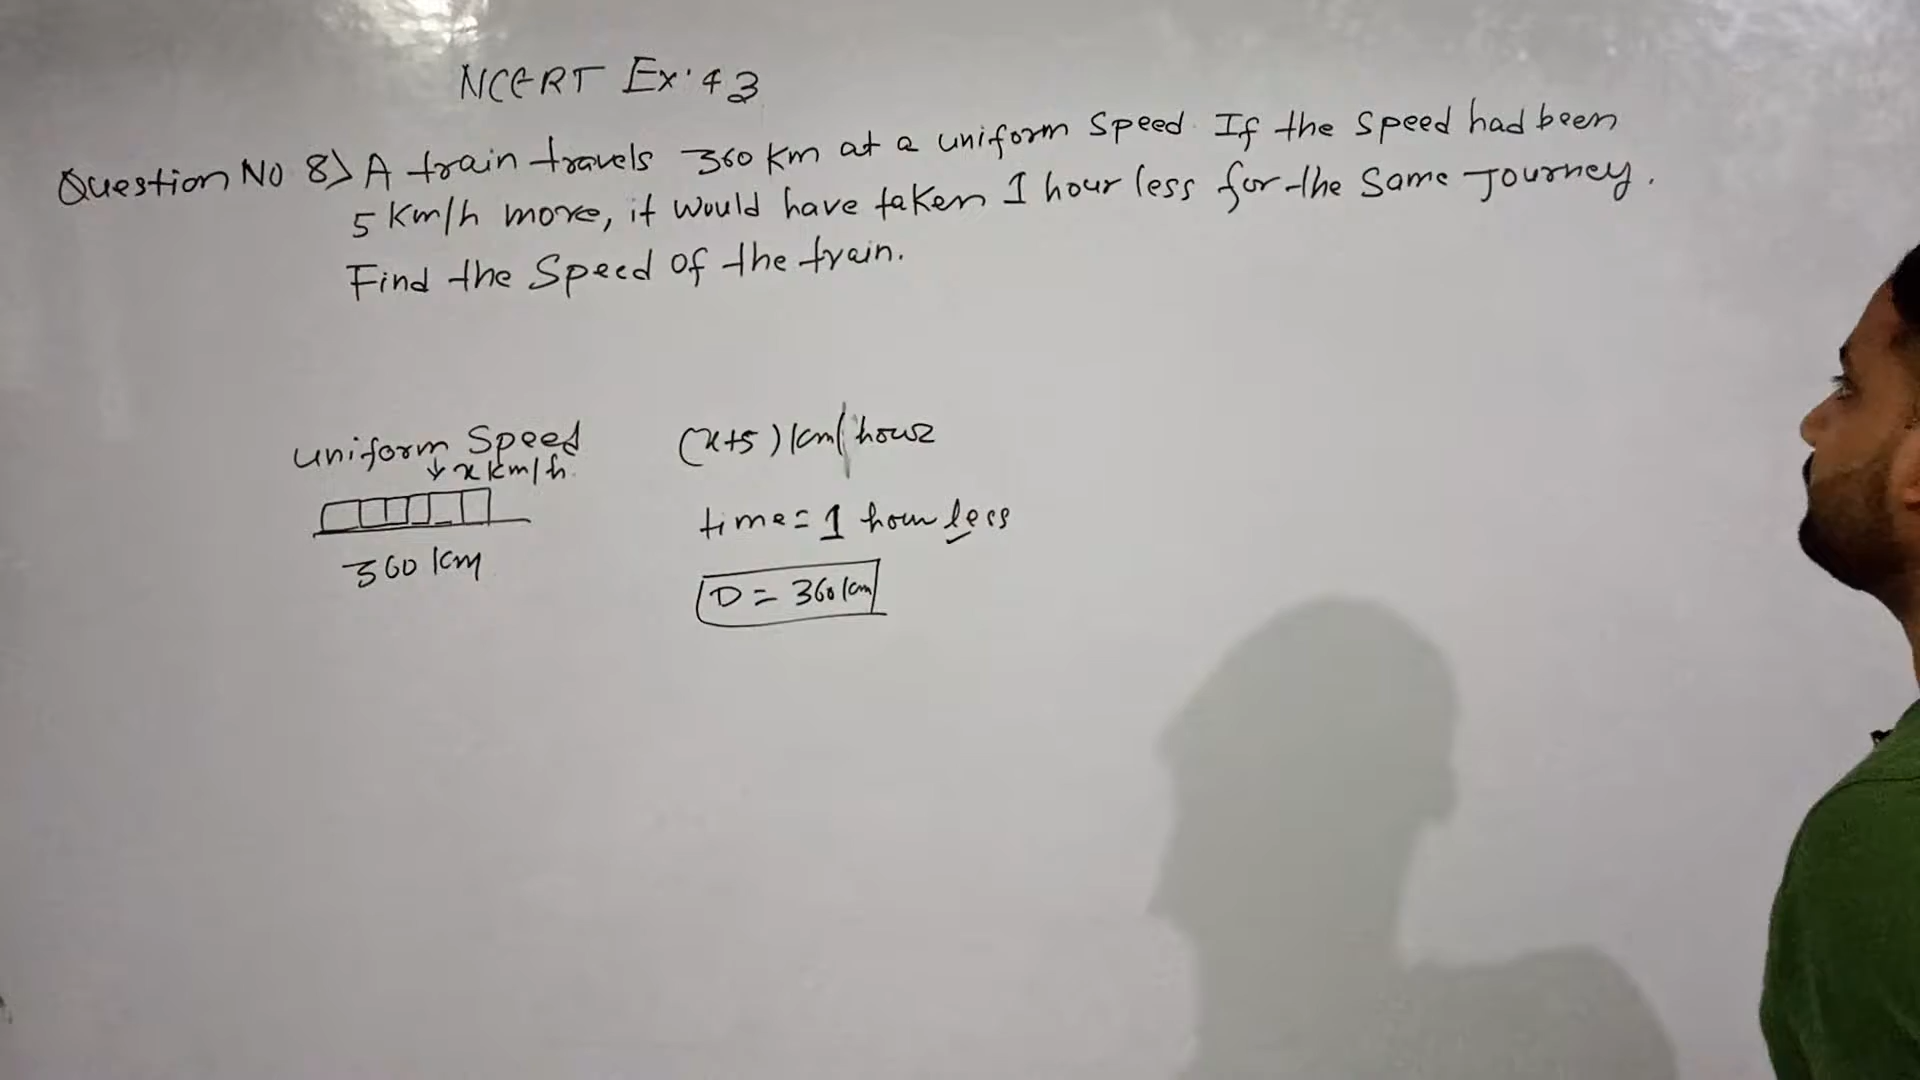 NCERT Ex. 4.3
Question No 8) A train travels 360 km at a uniform speed. If the speed had been
5 km/h more, it would have taken 1 hour less for the same Journey.
Find the Speed of the train.
uniform Speed
↓ x km/h.
360 km
(x+5) km/hour
time = 1 hour less
D = 360 km